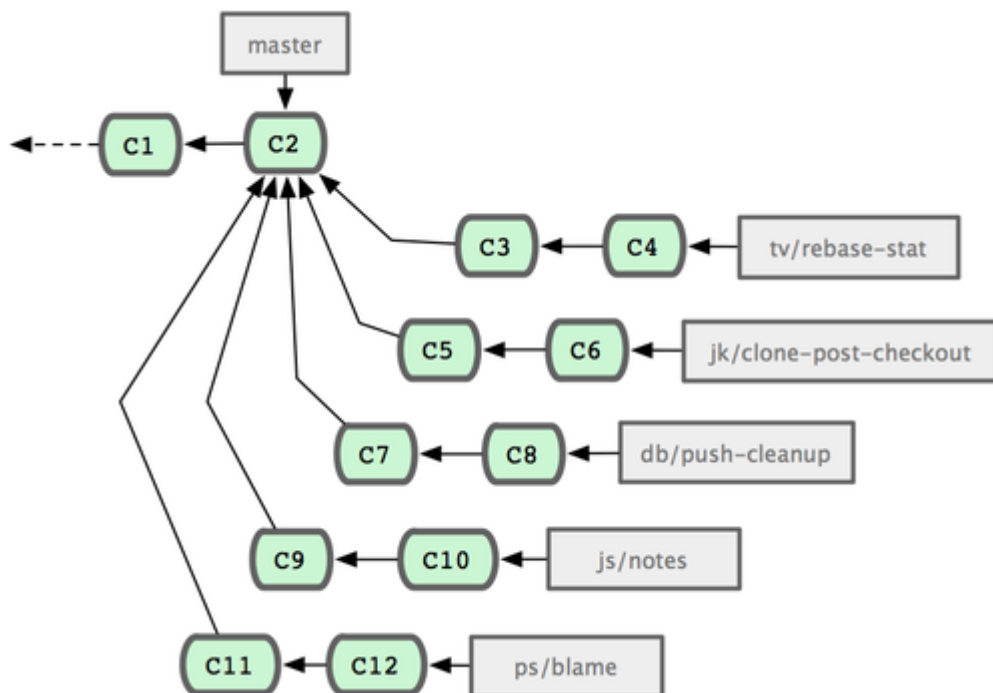 master
C1
C2
C3
C4
tv/rebase-stat
C5
C6
jk/clone-post-checkout
C7
C8
db/push-cleanup
C9
C10
js/notes
C11
C12
ps/blame